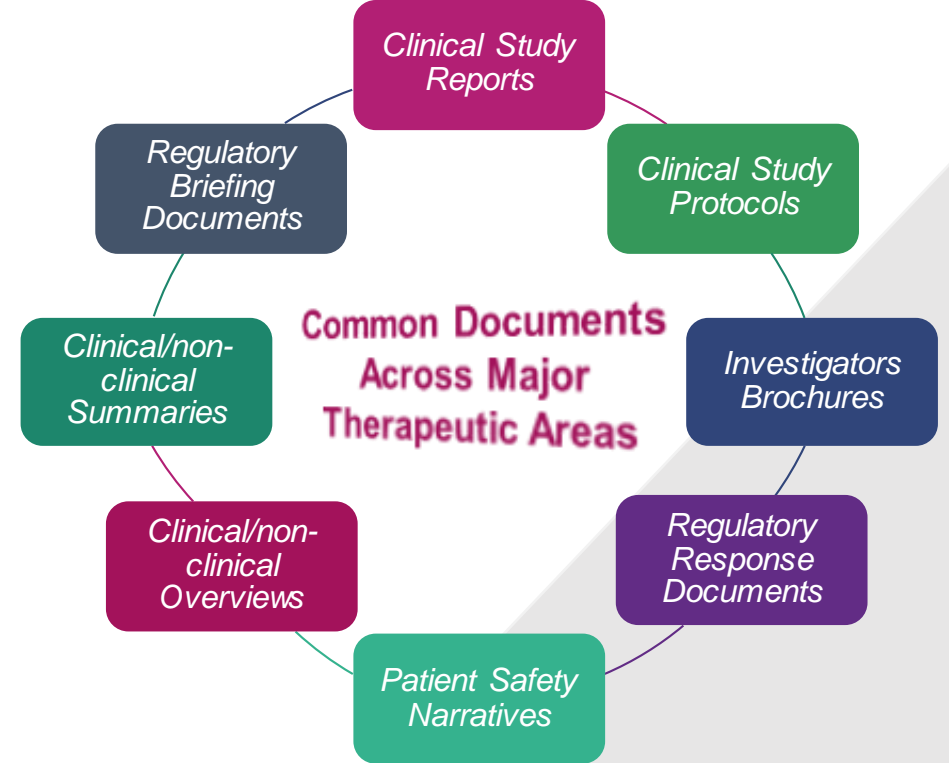 Clinical Study
Reports
Clinical Study
Protocols
Investigators
Brochures
Regulatory
Response
Documents
Patient Safety
Narratives
Clinical/non-
clinical
Overviews
Clinical/non-
clinical
Summaries
Regulatory
Briefing
Documents
Common Documents
Across Major
Therapeutic Areas